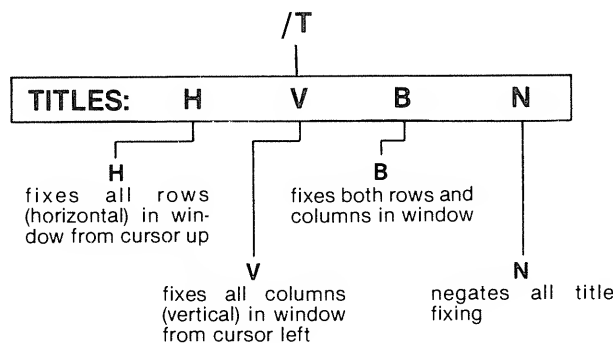 /T
TITLES: H V B N
H
fixes all rows
(horizontal) in win-
dow from cursor up
B
fixes both rows and
columns in window
V
fixes all columns
(vertical) in window
from cursor left
N
negates all title
fixing